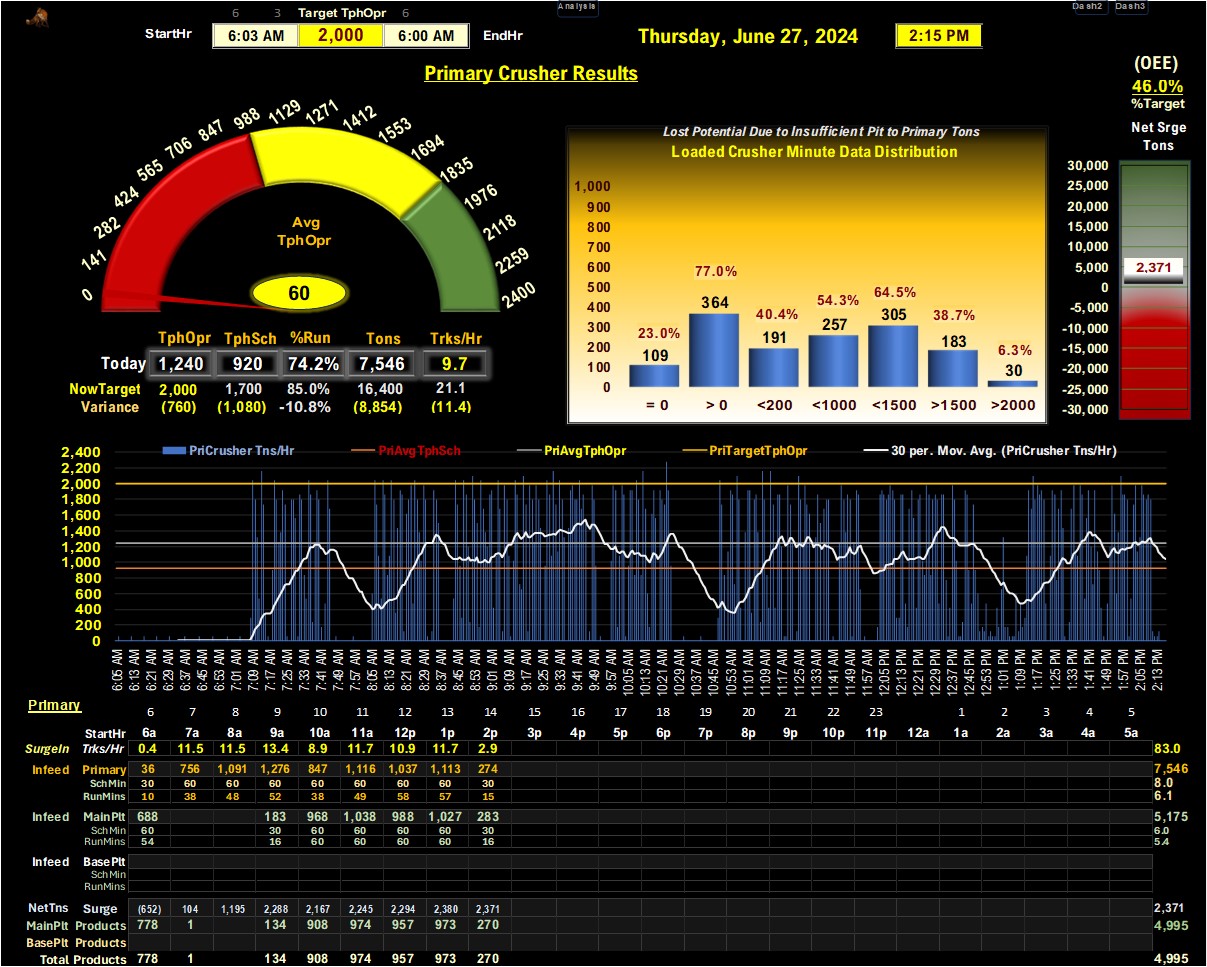 Analysis
Dash2 Dash3
6 3 Target TphOpr 6
StartHr 6:03 AM 2,000 6:00 AM EndHr
Thursday, June 27, 2024 2:15 PM
Primary Crusher Results
(OEE)
46.0%
%Target
Net Srge
Tons
0 141 282 424 565 706 847 988 1129 1271 1412 1553 1694 1835 1976 2118 2259 2400
Avg
TphOpr
60
Lost Potential Due to Insufficient Pit to Primary Tons
Loaded Crusher Minute Data Distribution
1,000
900
800
700
600
500
400
300
200
100
0
23.0% 77.0% 40.4% 54.3% 64.5% 38.7% 6.3%
109 364 191 257 305 183 30
= 0 > 0 <200 <1000 <1500 >1500 >2000
30,000
25,000
20,000
15,000
10,000
5,000
0
-5,000
-10,000
-15,000
-20,000
-25,000
-30,000
2,371
TphOpr TphSch %Run Tons Trks/Hr
Today 1,240 920 74.2% 7,546 9.7
NowTarget 2,000 1,700 85.0% 16,400 21.1
Variance (760) (1,080) -10.8% (8,854) (11.4)
PriCrusher Tns/Hr PriAvgTphSch PriAvgTphOpr PriTargetTphOpr 30 per. Mov. Avg. (PriCrusher Tns/Hr)
2,400
2,200
2,000
1,800
1,600
1,400
1,200
1,000
800
600
400
200
0
6:05 AM 6:13 AM 6:21 AM 6:29 AM 6:37 AM 6:45 AM 6:53 AM 7:01 AM 7:09 AM 7:17 AM 7:25 AM 7:33 AM 7:41 AM 7:49 AM 7:57 AM 8:05 AM 8:13 AM 8:21 AM 8:29 AM 8:37 AM 8:45 AM 8:53 AM 9:01 AM 9:09 AM 9:17 AM 9:25 AM 9:33 AM 9:41 AM 9:49 AM 9:57 AM 10:05 AM 10:13 AM 10:21 AM 10:29 AM 10:37 AM 10:45 AM 10:53 AM 11:01 AM 11:09 AM 11:17 AM 11:25 AM 11:33 AM 11:41 AM 11:49 AM 11:57 AM 12:05 PM 12:13 PM 12:21 PM 12:29 PM 12:37 PM 12:45 PM 12:53 PM 1:01 PM 1:09 PM 1:17 PM 1:25 PM 1:33 PM 1:41 PM 1:49 PM 1:57 PM 2:05 PM 2:13 PM
Primary
6 7 8 9 10 11 12 13 14 15 16 17 18 19 20 21 22 23 1 2 3 4 5
StartHr 6a 7a 8a 9a 10a 11a 12a 1p 2p 3p 4p 5p 6p 7p 8p 9p 10p 11p 12a 1a 2a 3a 4a 5a
SurgeIn Trks/Hr 0.4 11.5 11.5 13.4 8.9 11.7 10.9 11.7 2.9 83.0
Infeed Primary 36 756 1,091 1,276 847 1,116 1,037 1,113 274 7,546
SchMin 30 60 60 60 60 60 60 60 30 8.0
RunMins 10 38 48 52 38 49 58 57 15 6.1
Infeed MainPlt 688 183 968 1,038 988 1,027 283 5,175
SchMin 60 30 60 60 60 60 30 6.0
RunMins 54 16 60 60 60 60 16 5.4
Infeed BasePlt
SchMin
RunMins
NetTns Surge (652) 104 1,195 2,288 2,167 2,245 2,294 2,380 2,371 2,371
MainPlt Products 778 1 134 908 974 957 973 270 4,995
BasePlt Products
Total Products 778 1 134 908 974 957 973 270 4,995